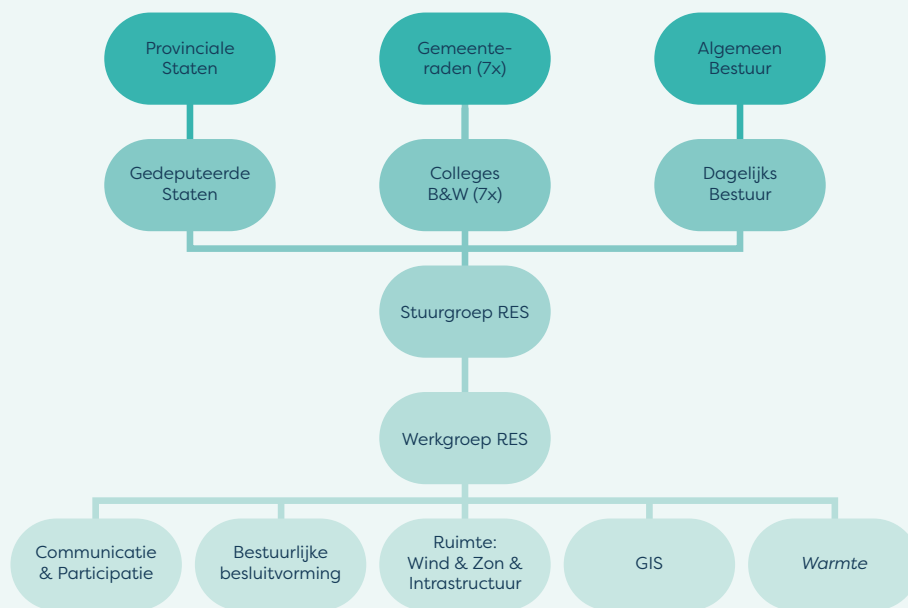 Provinciale
Staten
Gemeente-
raden (7x)
Algemeen
Bestuur
Gedeputeerde
Staten
Colleges
B&W (7x)
Dagelijks
Bestuur
Stuurgroep RES
Werkgroep RES
Communicatie
& Participatie
Bestuurlijke
besluitvorming
Ruimte:
Wind & Zon &
Intrastructuur
GIS
Warmte